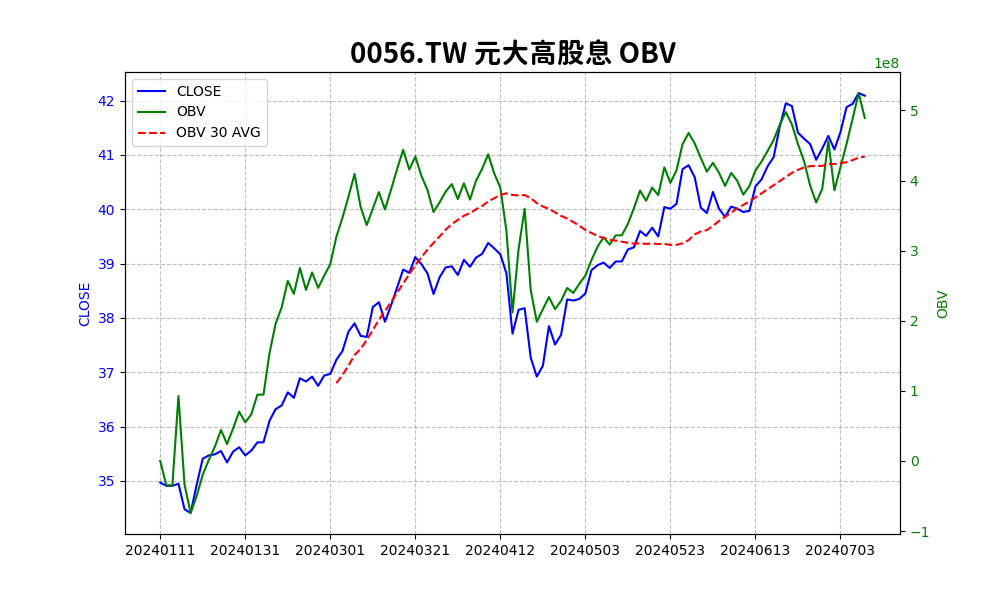 0056.TW 元大高股息 OBV
1e8
CLOSE
OBV
OBV 30 AVG
42
41
40
39
38
37
36
35
CLOSE
5
4
3
2
1
0
−1
OBV
20240111 20240131 20240301 20240321 20240412 20240503 20240523 20240613 20240703